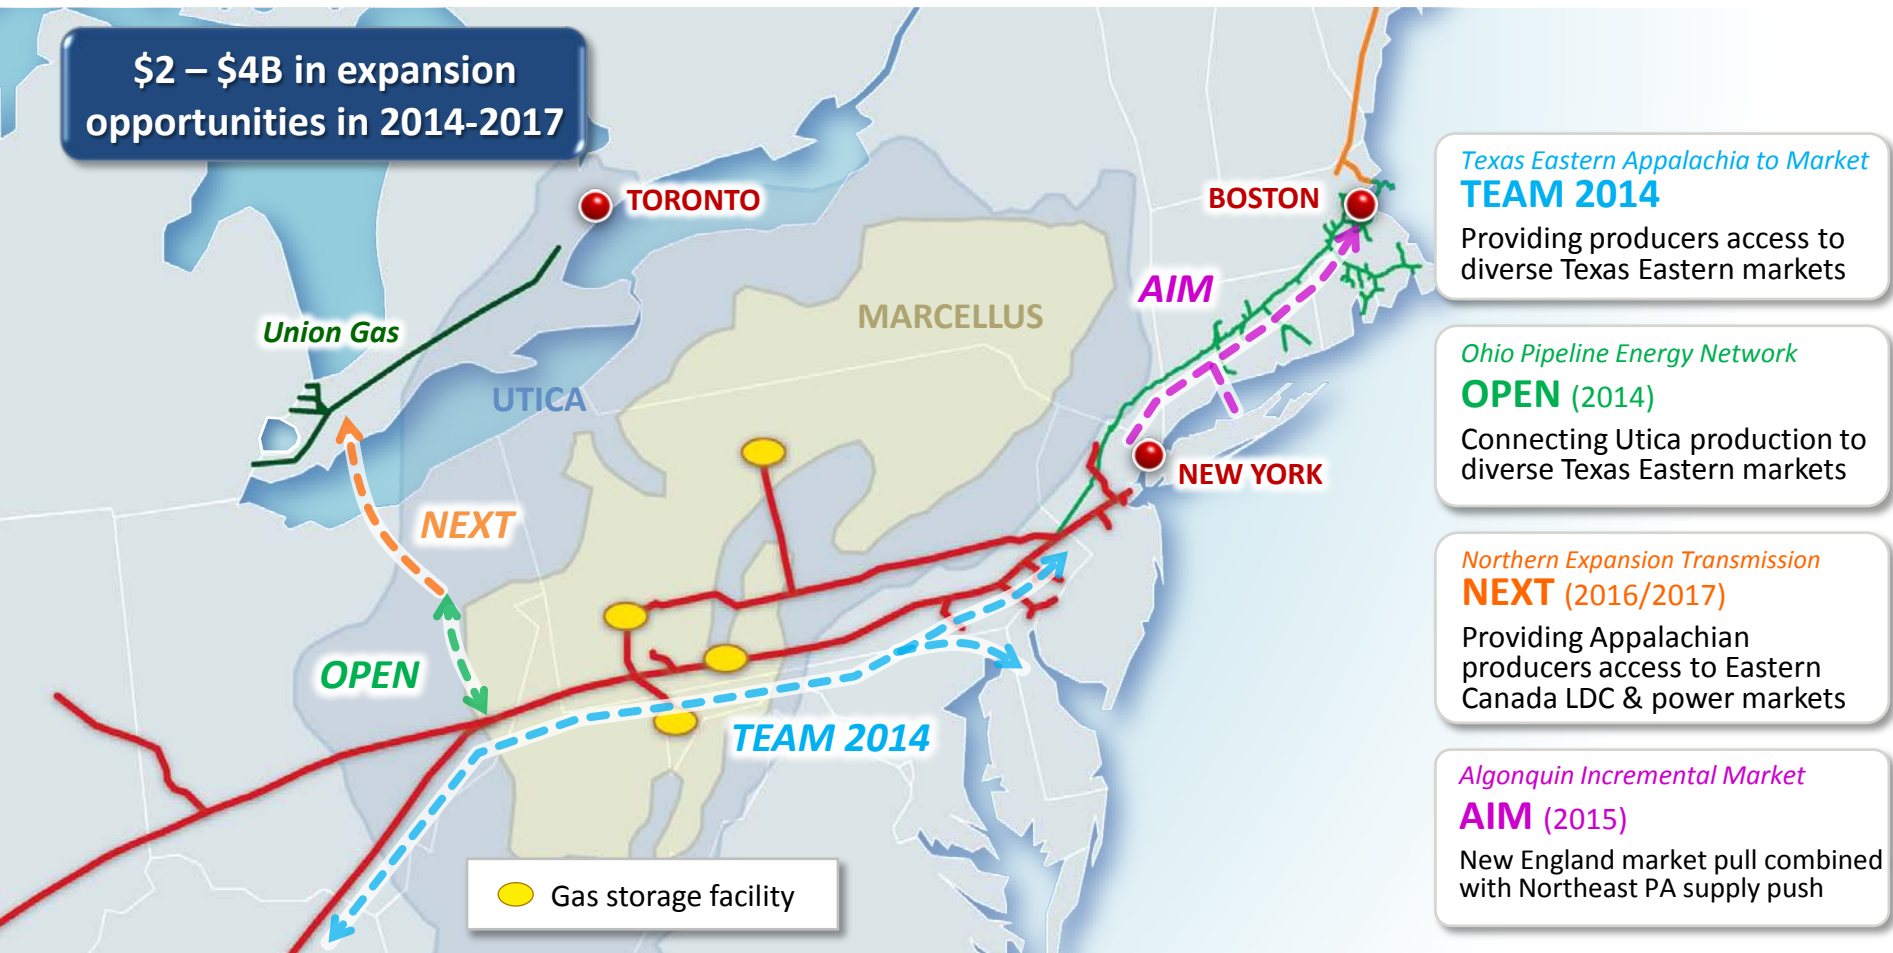 $2 – $4B in expansion
opportunities in 2014-2017
TORONTO
BOSTON
Union Gas
MARCELLUS
AIM
UTICA
NEW YORK
NEXT
OPEN
TEAM 2014
Gas storage facility
Texas Eastern Appalachia to Market
TEAM 2014
Providing producers access to
diverse Texas Eastern markets
Ohio Pipeline Energy Network
OPEN (2014)
Connecting Utica production to
diverse Texas Eastern markets
Northern Expansion Transmission
NEXT (2016/2017)
Providing Appalachian
producers access to Eastern
Canada LDC & power markets
Algonquin Incremental Market
AIM (2015)
New England market pull combined
with Northeast PA supply push